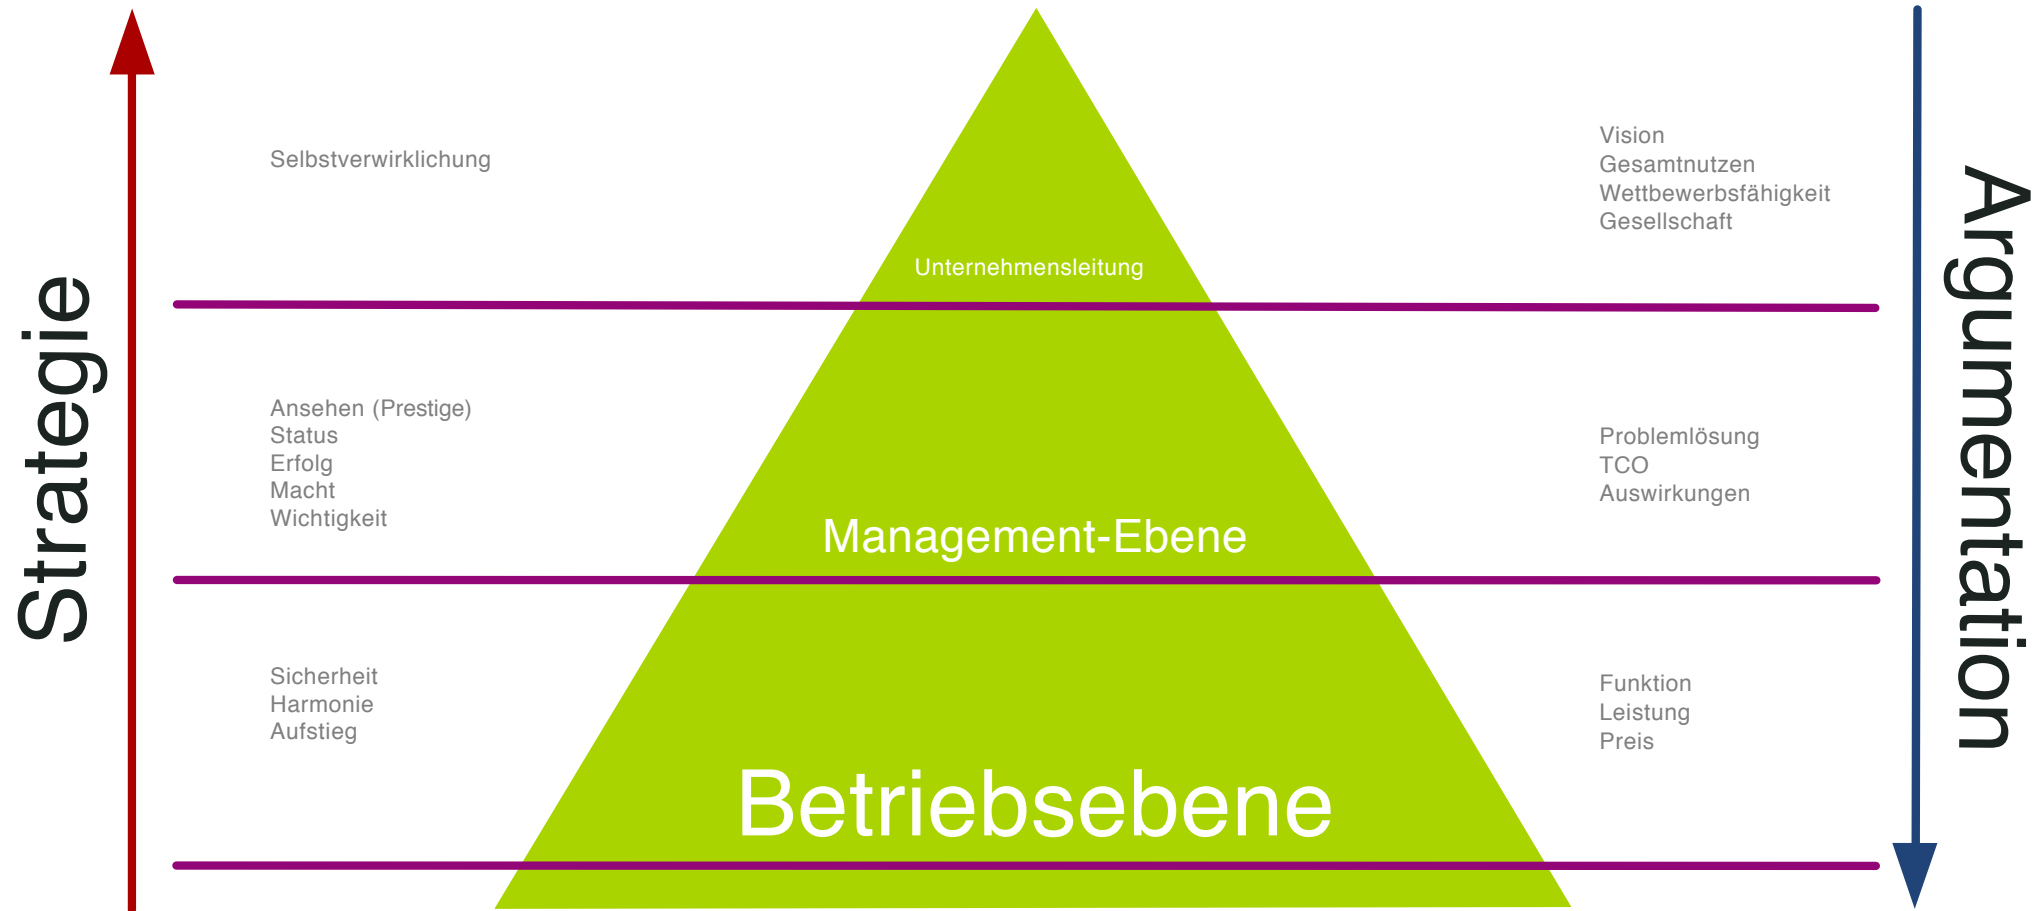 Strategie
Selbstverwirklichung
Ansehen (Prestige)
Status
Erfolg
Macht
Wichtigkeit
Sicherheit
Harmonie
Aufstieg
Unternehmensleitung
Management-Ebene
Betriebsebene
Vision
Gesamtnutzen
Wettbewerbsfähigkeit
Gesellschaft
Problemlösung
TCO
Auswirkungen
Funktion
Leistung
Preis
Argumentation